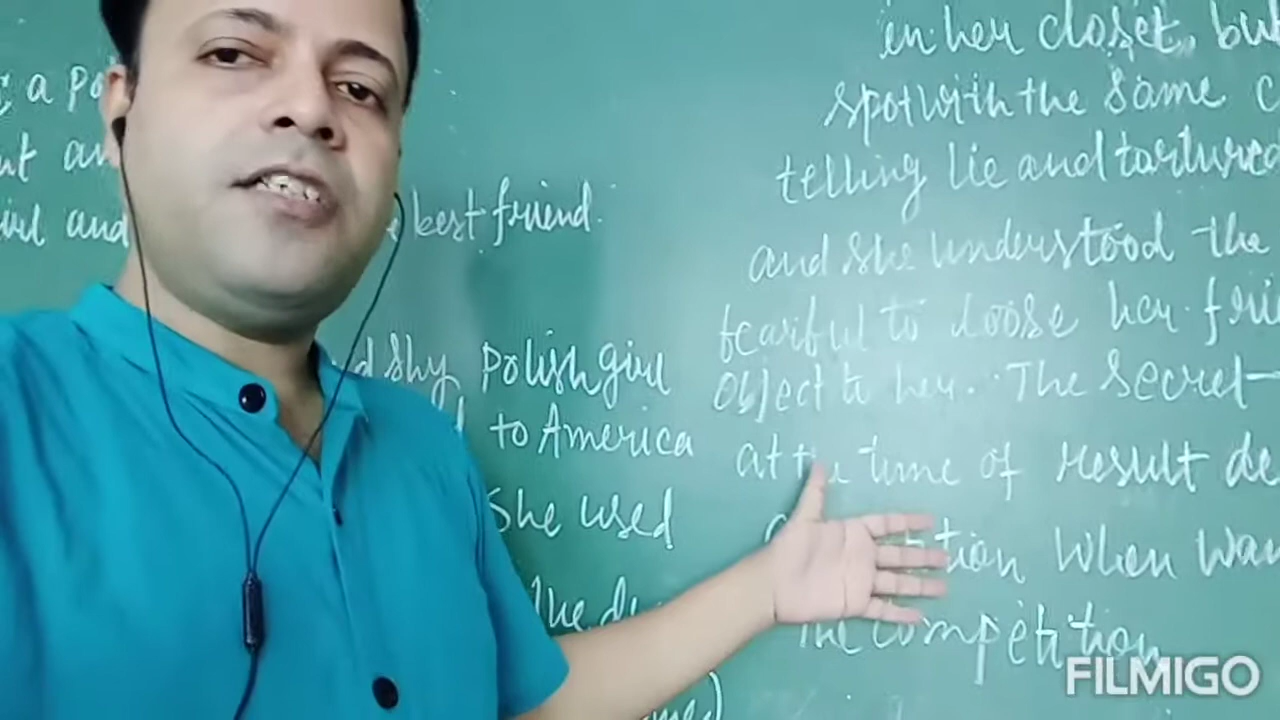 a po
an
and
best friend.
shy Polish girl
to America
She used
The d
in her closet, but
spot with the same c
telling lie and tortured
and she understood the
fearful to loose her fri
object to her. The secret
at the time of result de
tion When Wan
The competition
FILMIGO